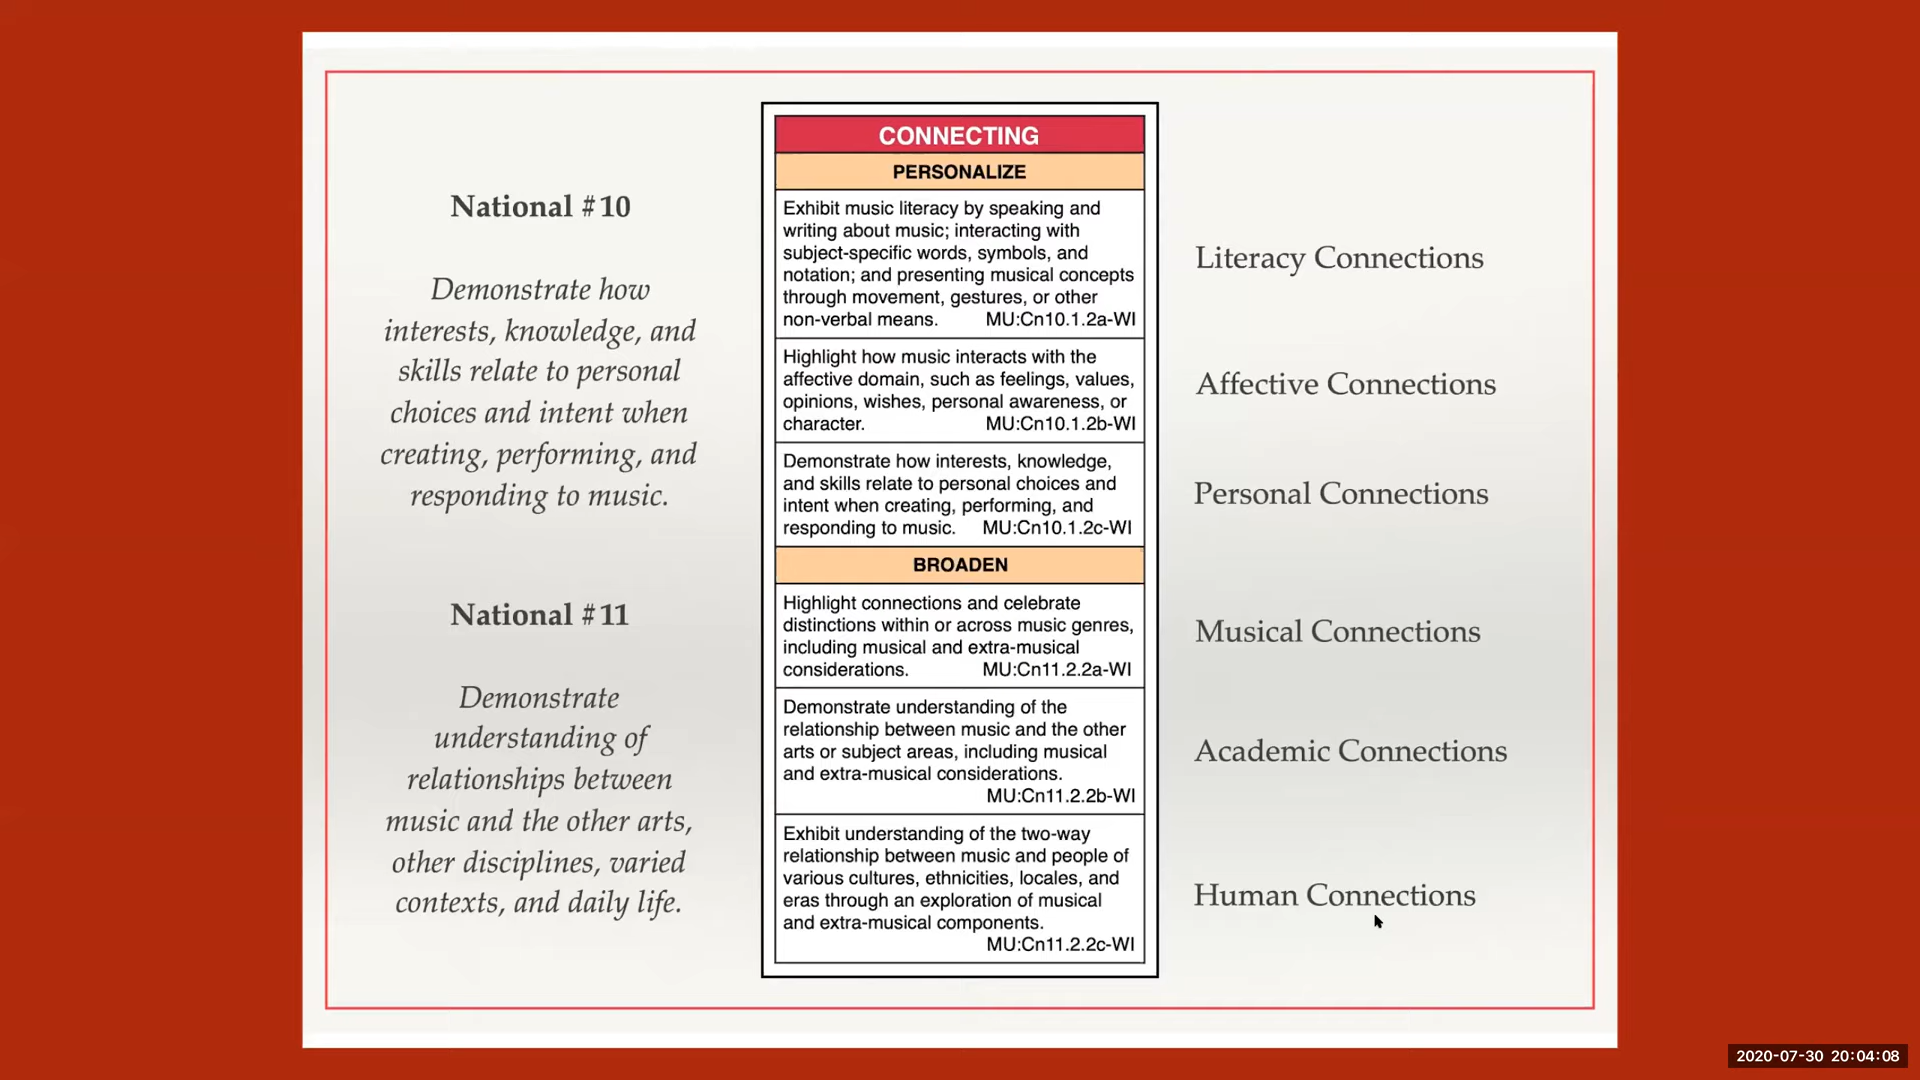 National #10
Demonstrate how
interests, knowledge, and
skills relate to personal
choices and intent when
creating, performing, and
responding to music.
National #11
Demonstrate
understanding of
relationships between
music and the other arts,
other disciplines, varied
contexts, and daily life.
CONNECTING
PERSONALIZE
Exhibit music literacy by speaking and
writing about music; interacting with
subject-specific words, symbols, and
notation; and presenting musical concepts
through movement, gestures, or other
non-verbal means. MU:Cn10.1.2a-WI
Highlight how music interacts with the
affective domain, such as feelings, values,
opinions, wishes, personal awareness, or
character. MU:Cn10.1.2b-WI
Demonstrate how interests, knowledge,
and skills relate to personal choices and
intent when creating, performing, and
responding to music. MU:Cn10.1.2c-WI
BROADEN
Highlight connections and celebrate
distinctions within or across music genres,
including musical and extra-musical
considerations. MU:Cn11.2.2a-WI
Demonstrate understanding of the
relationship between music and the other
arts or subject areas, including musical
and extra-musical considerations.
MU:Cn11.2.2b-WI
Exhibit understanding of the two-way
relationship between music and people of
various cultures, ethnicities, locales, and
eras through an exploration of musical
and extra-musical components.
MU:Cn11.2.2c-WI
Literacy Connections
Affective Connections
Personal Connections
Musical Connections
Academic Connections
Human Connections
2020-07-30 20:04:08